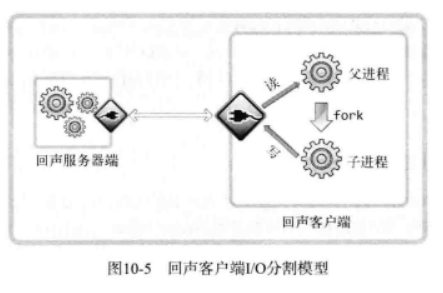 读
父进程
fork
写
子进程
回声服务器端
回声客户端
图10-5 回声客户端I/O分割模型